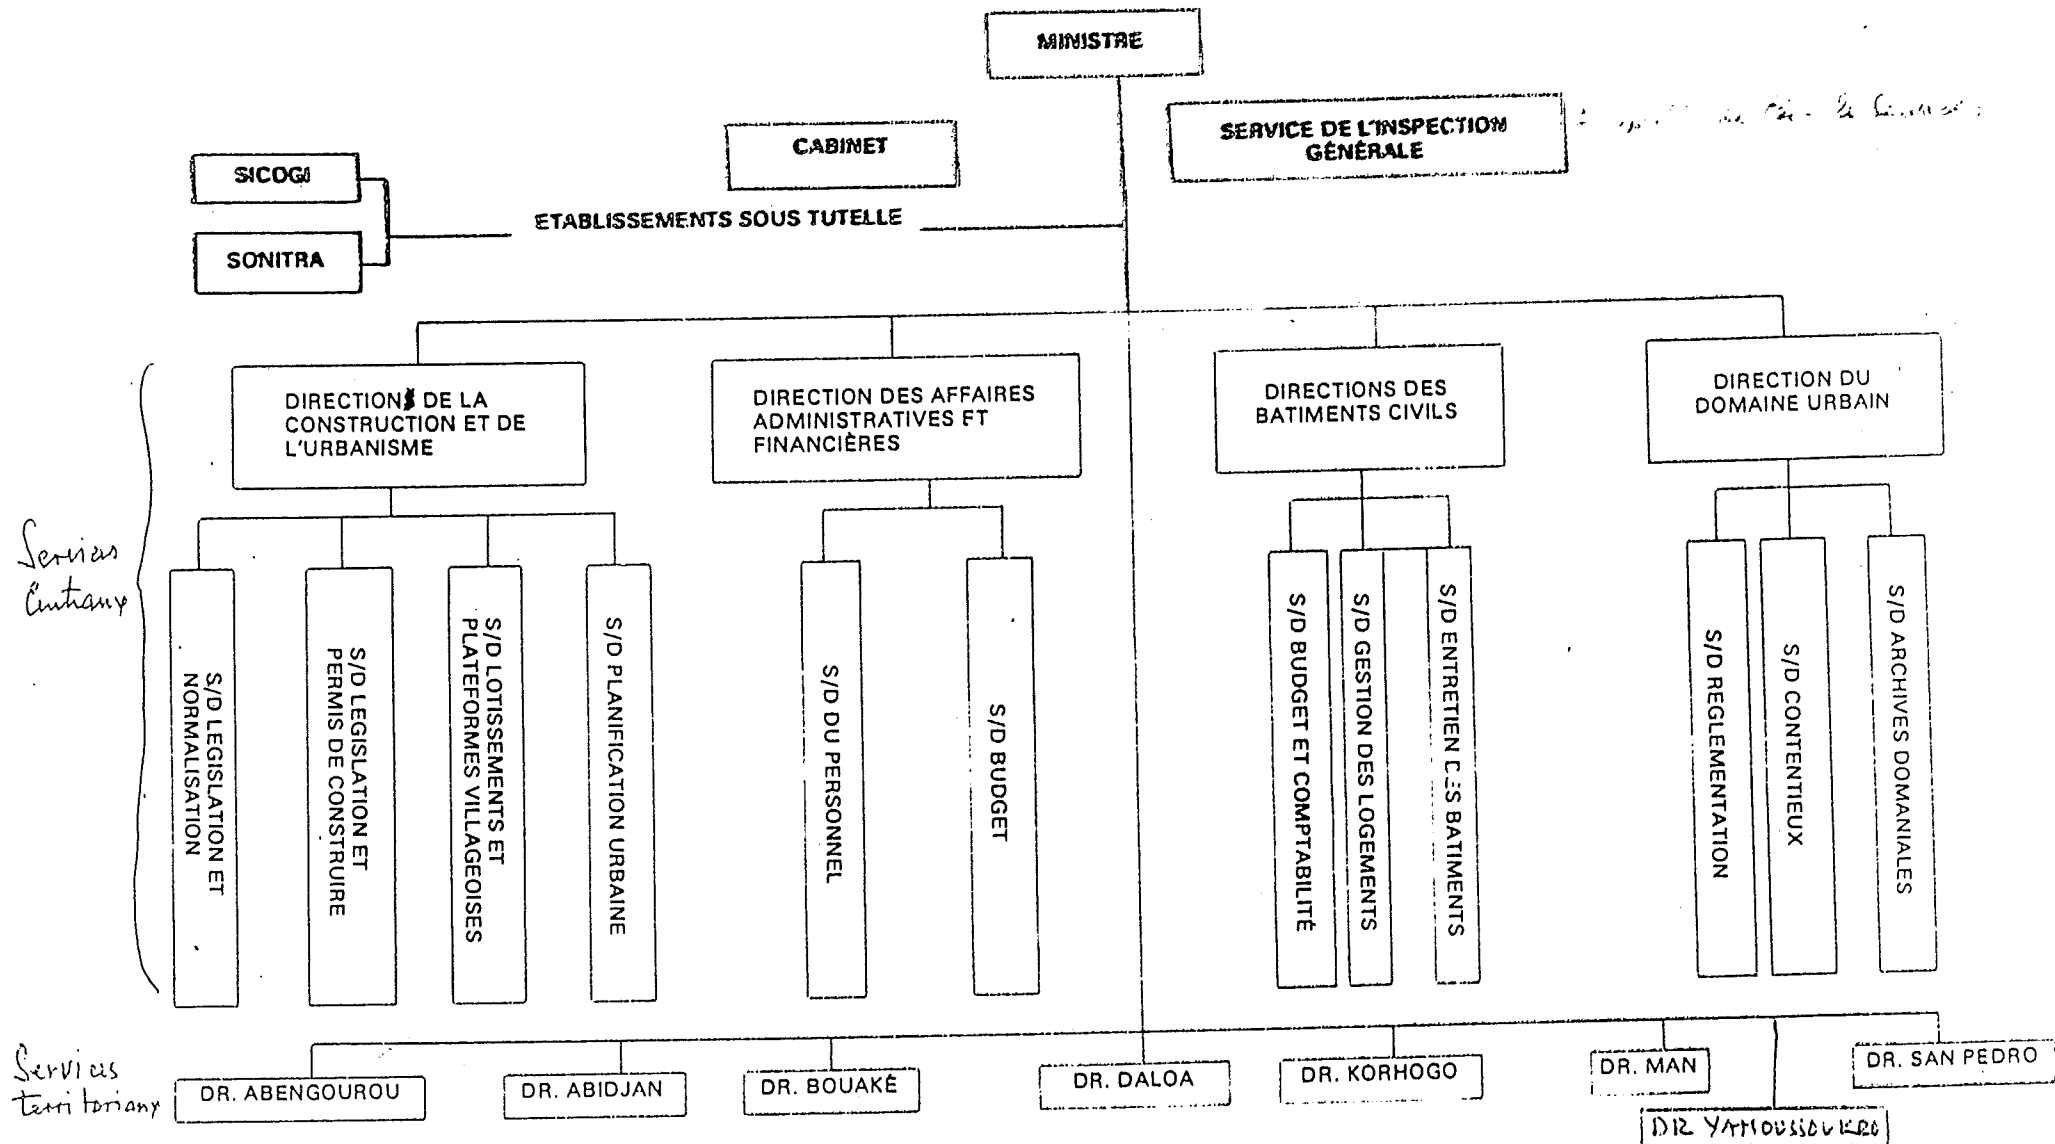 MINISTRE
SERVICE DE L'INSPECTION
GÉNÉRALE
CABINET
SICOGI
ETABLISSEMENTS SOUS TUTELLE
SONITRA
DIRECTION DE LA
CONSTRUCTION ET DE
L'URBANISME
DIRECTION DES AFFAIRES
ADMINISTRATIVES ET
FINANCIÈRES
DIRECTIONS DES
BATIMENTS CIVILS
DIRECTION DU
DOMAINE URBAIN
Services
Centraux
S/D LEGISLATION ET
NORMALISATION
S/D LEGISLATION ET
PERMIS DE CONSTRUIRE
S/D LOTISSEMENTS ET
PLATEFORMES VILLAGEOISES
S/D PLANIFICATION URBAINE
S/D DU PERSONNEL
S/D BUDGET
S/D BUDGET ET COMPTABILITÉ
S/D GESTION DES LOGEMENTS
S/D ENTRETIEN DES BATIMENTS
S/D REGLEMENTATION
S/D CONTENTIEUX
S/D ARCHIVES DOMANIALES
Services
territoriaux
DR. ABENGOUROU
DR. ABIDJAN
DR. BOUAKÉ
DR. DALOA
DR. KORHOGO
DR. MAN
DR. SAN PEDRO
DR YAMOUSSOUKRO